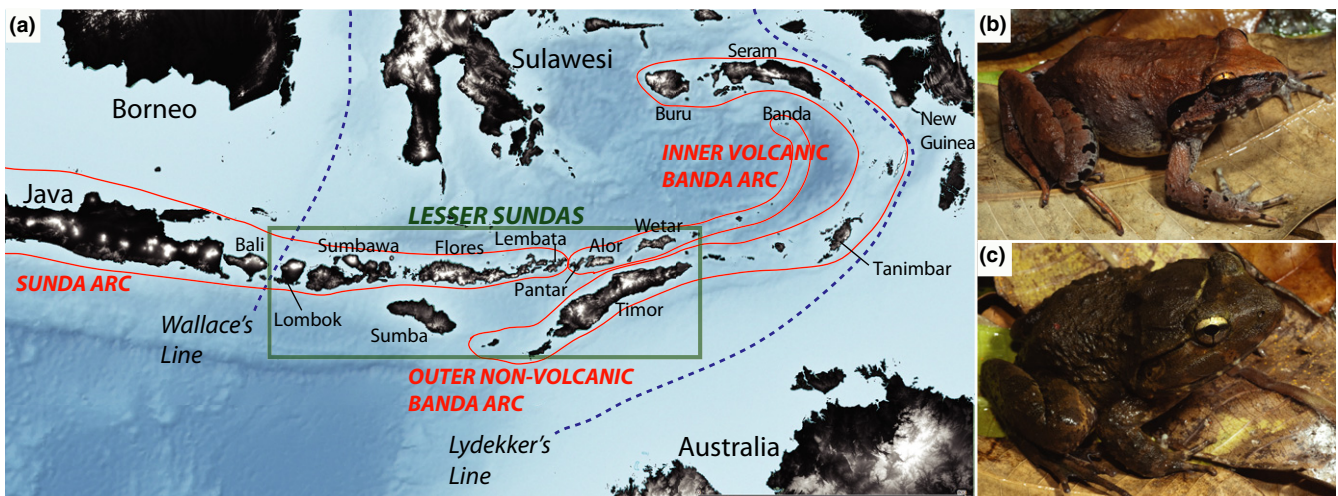 (a)
Borneo
Sulawesi
Seram
Buru
Banda
New
Guinea
INNER VOLCANIC
BANDA ARC
Java
LESSER SUNDAS
Bali
Sumbawa
Flores
Lembata
Alor
Wetar
SUNDA ARC
Lombok
Pantar
Timor
Tanimbar
Wallace's
Line
Sumba
OUTER NON-VOLCANIC
BANDA ARC
Lydekker's
Line
Australia
(b)
(c)